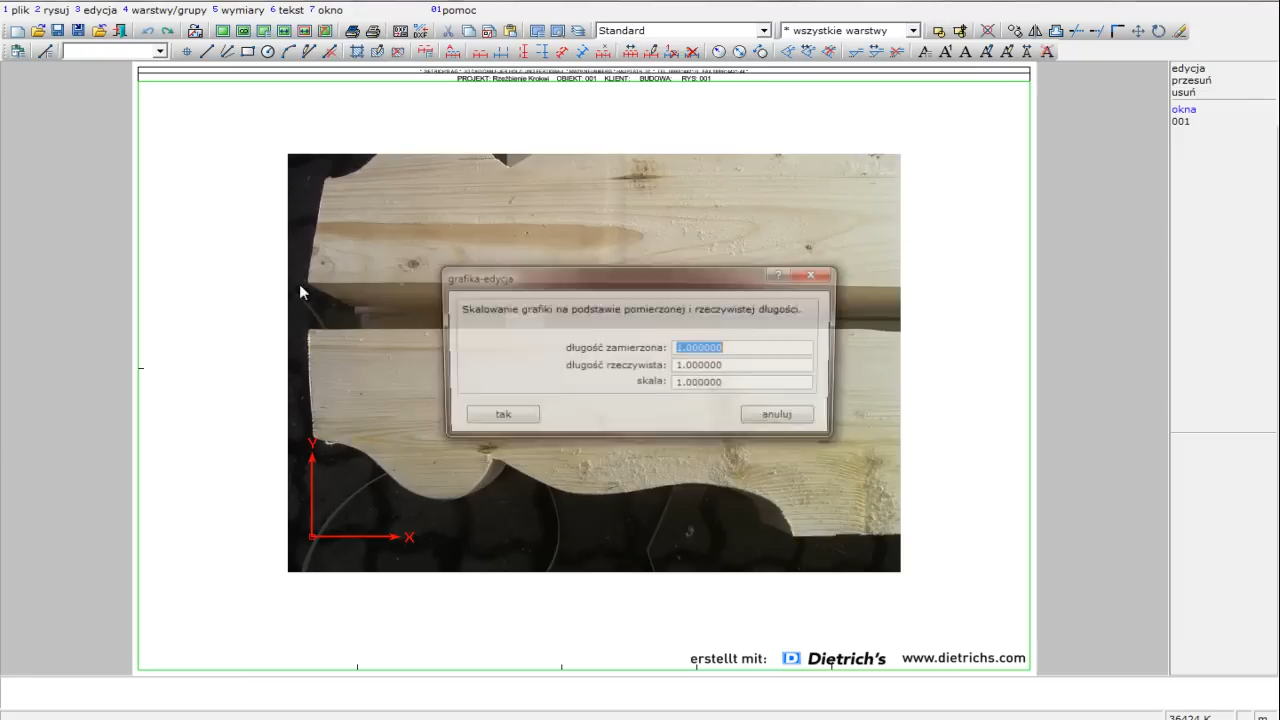 1 plik 2 rysuj 3 edycja 4 warstwy/grupy 5 wymiary 6 tekst 7 okno 01pomoc
Standard * wszystkie warstwy
edycja
przesuń
usuń
okna
001
PROJEKT: Rzeźbienie Krokwi OBIEKT: 001 KLIENT: BUDOWA: RYS: 001
grafika-edycja
Skalowanie grafiki na podstawie pomierzonej i rzeczywistej długości.
długość zamierzona: 1.000000
długość rzeczywista: 1.000000
skala: 1.000000
tak anuluj
Y
X
erstellt mit: D Dietrich's www.dietrichs.com
36424 K m